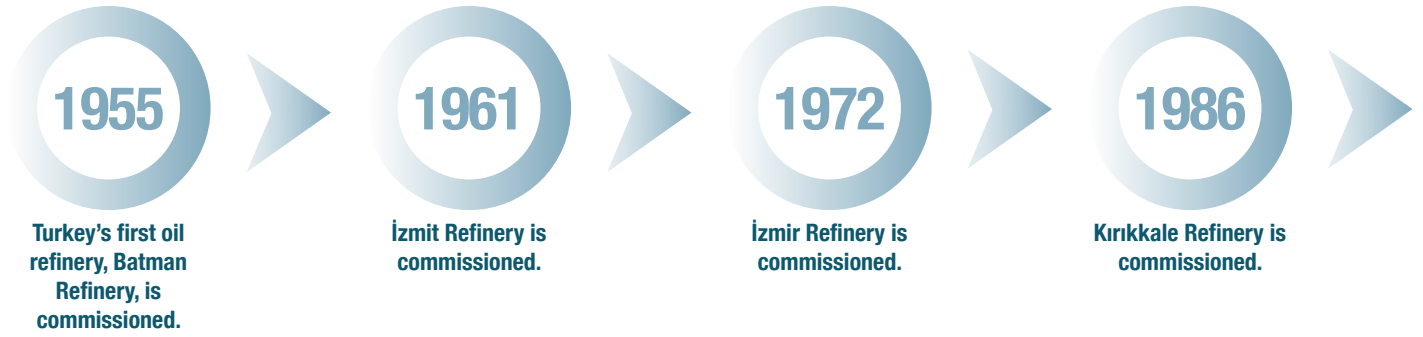 1955
Turkey’s first oil
refinery, Batman
Refinery, is
commissioned.
1961
İzmit Refinery is
commissioned.
1972
İzmir Refinery is
commissioned.
1986
Kırıkkale Refinery is
commissioned.